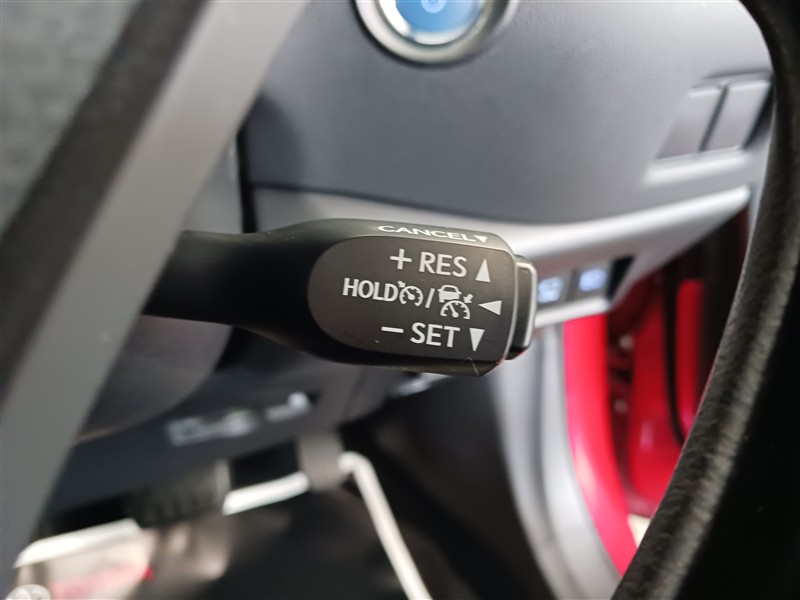 CANCEL▼
+ RES ▲
HOLD / ◀
− SET ▼